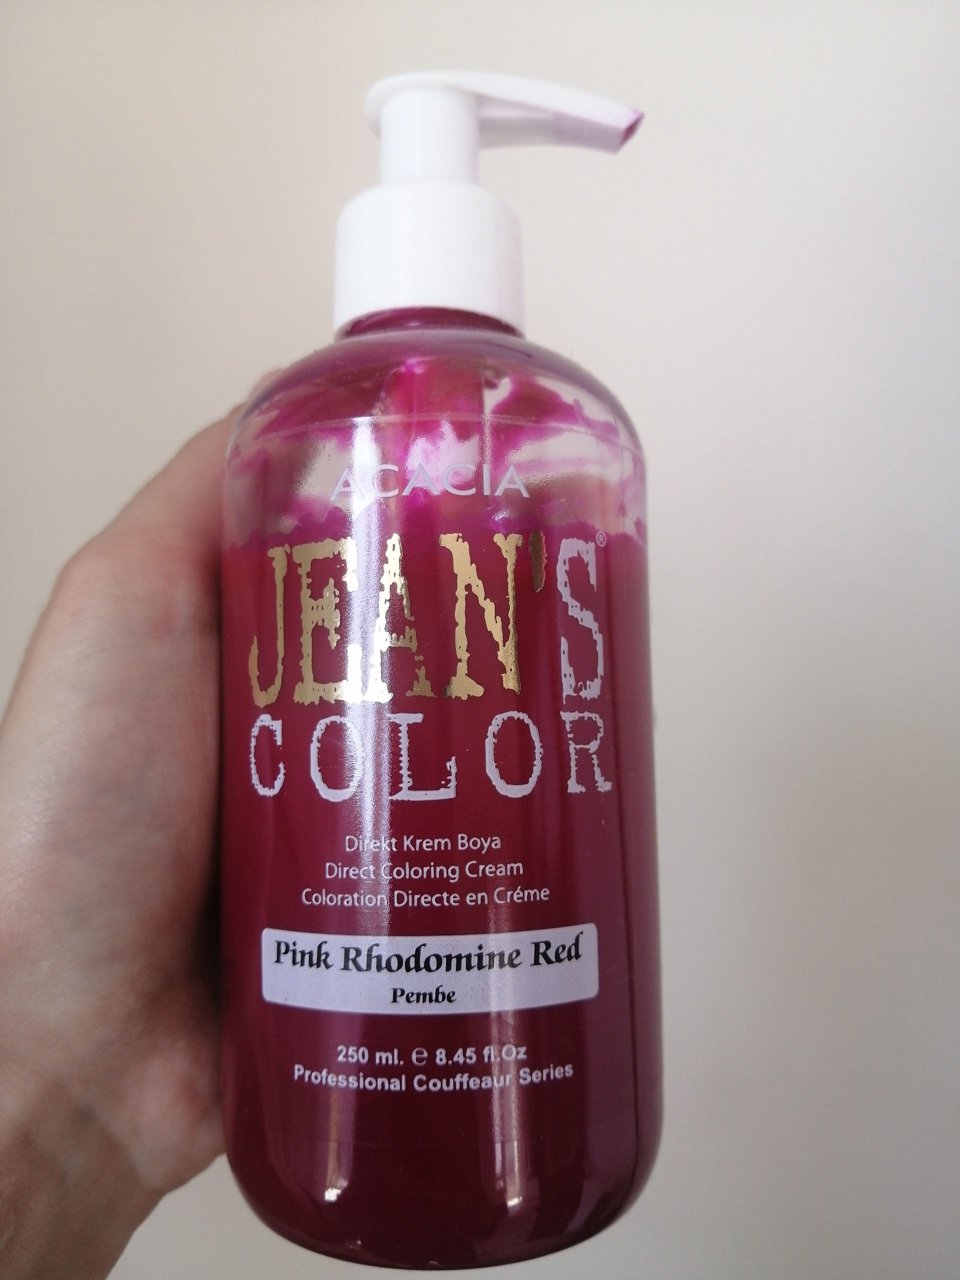 ACACIA
JEAN'S®
COLOR
Direkt Krem Boya
Direct Coloring Cream
Coloration Directe en Créme
Pink Rhodomine Red
Pembe
250 ml. ℮ 8.45 fl.Oz
Professional Couffeaur Series